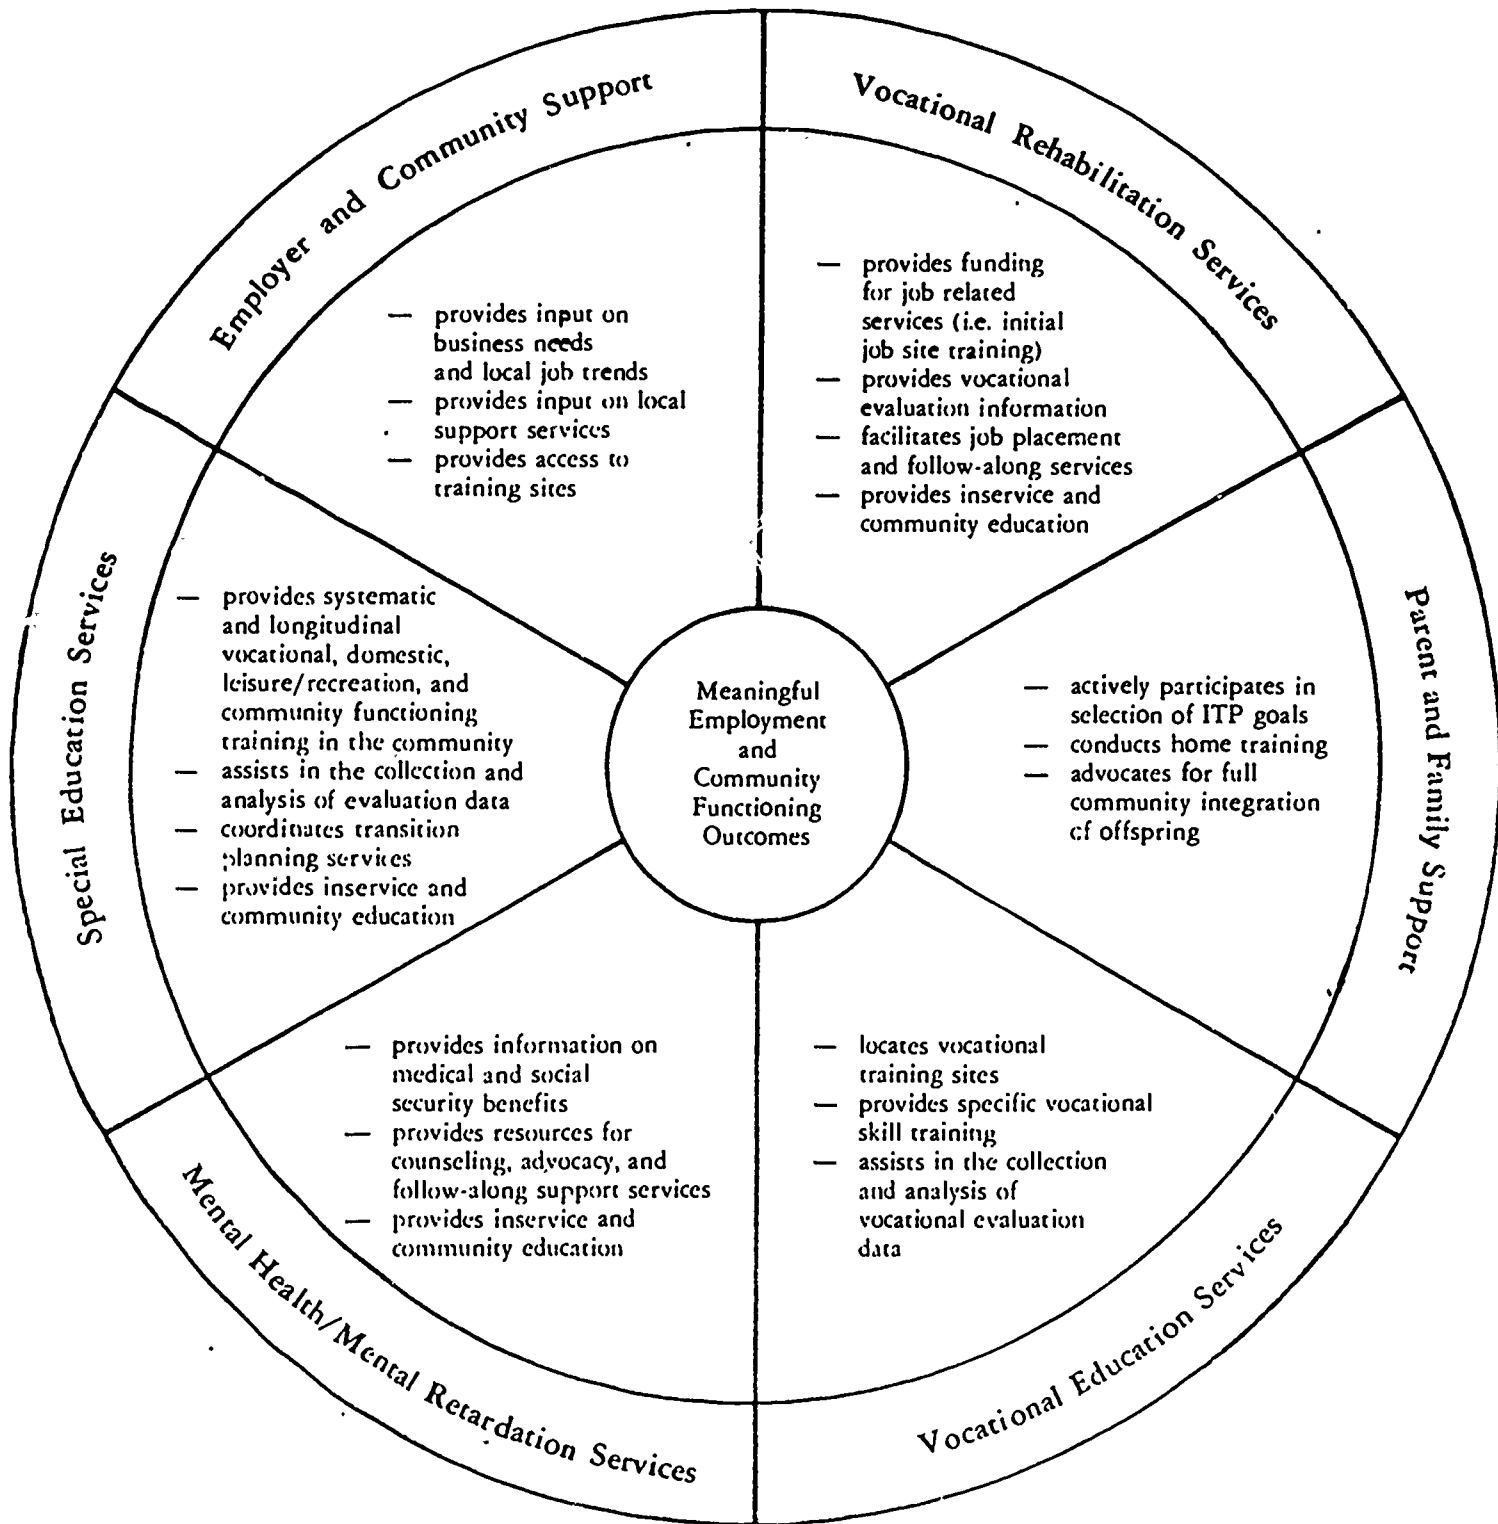 Employer and Community Support
— provides input on
business needs
and local job trends
— provides input on local
support services
— provides access to
training sites
Vocational Rehabilitation Services
— provides funding
for job related
services (i.e. initial
job site training)
— provides vocational
evaluation information
— facilitates job placement
and follow-along services
— provides inservice and
community education
Parent and Family Support
— actively participates in
selection of ITP goals
— conducts home training
— advocates for full
community integration
of offspring
Vocational Education Services
— locates vocational
training sites
— provides specific vocational
skill training
— assists in the collection
and analysis of
vocational evaluation
data
Mental Health/Mental Retardation Services
— provides information on
medical and social
security benefits
— provides resources for
counseling, advocacy, and
follow-along support services
— provides inservice and
community education
Special Education Services
— provides systematic
and longitudinal
vocational, domestic,
leisure/recreation, and
community functioning
training in the community
— assists in the collection and
analysis of evaluation data
— coordinates transition
planning services
— provides inservice and
community education
Meaningful
Employment
and
Community
Functioning
Outcomes